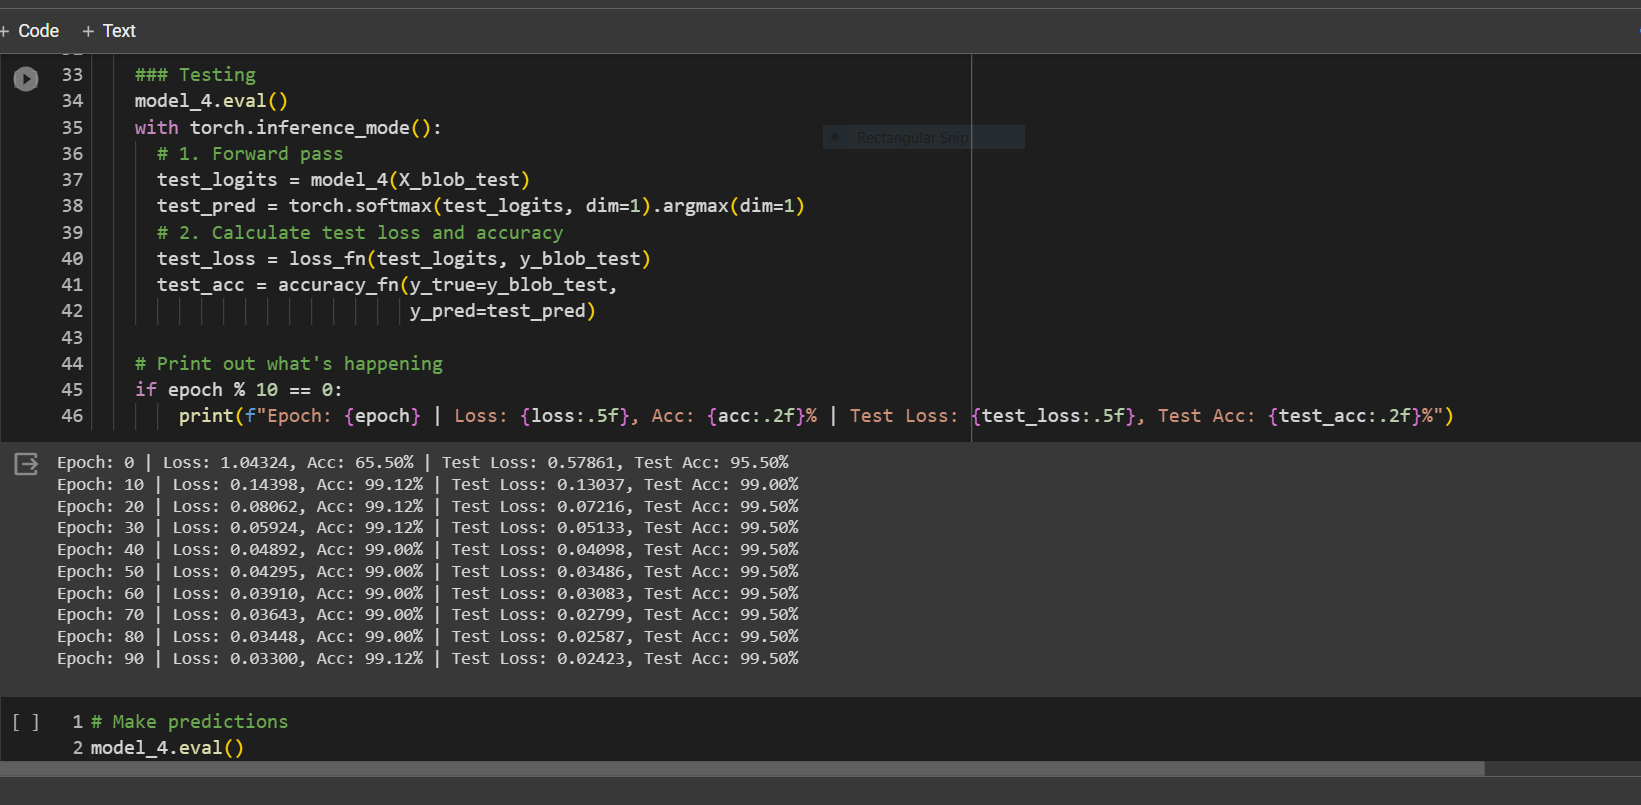 + Code + Text
33 ### Testing
34 model_4.eval()
35 with torch.inference_mode():
36 # 1. Forward pass
37 test_logits = model_4(X_blob_test)
38 test_pred = torch.softmax(test_logits, dim=1).argmax(dim=1)
39 # 2. Calculate test loss and accuracy
40 test_loss = loss_fn(test_logits, y_blob_test)
41 test_acc = accuracy_fn(y_true=y_blob_test,
42 y_pred=test_pred)
43
44 # Print out what's happening
45 if epoch % 10 == 0:
46 print(f"Epoch: {epoch} | Loss: {loss:.5f}, Acc: {acc:.2f}% | Test Loss: {test_loss:.5f}, Test Acc: {test_acc:.2f}%")
Rectangular Snip
Epoch: 0 | Loss: 1.04324, Acc: 65.50% | Test Loss: 0.57861, Test Acc: 95.50%
Epoch: 10 | Loss: 0.14398, Acc: 99.12% | Test Loss: 0.13037, Test Acc: 99.00%
Epoch: 20 | Loss: 0.08062, Acc: 99.12% | Test Loss: 0.07216, Test Acc: 99.50%
Epoch: 30 | Loss: 0.05924, Acc: 99.12% | Test Loss: 0.05133, Test Acc: 99.50%
Epoch: 40 | Loss: 0.04892, Acc: 99.00% | Test Loss: 0.04098, Test Acc: 99.50%
Epoch: 50 | Loss: 0.04295, Acc: 99.00% | Test Loss: 0.03486, Test Acc: 99.50%
Epoch: 60 | Loss: 0.03910, Acc: 99.00% | Test Loss: 0.03083, Test Acc: 99.50%
Epoch: 70 | Loss: 0.03643, Acc: 99.00% | Test Loss: 0.02799, Test Acc: 99.50%
Epoch: 80 | Loss: 0.03448, Acc: 99.00% | Test Loss: 0.02587, Test Acc: 99.50%
Epoch: 90 | Loss: 0.03300, Acc: 99.12% | Test Loss: 0.02423, Test Acc: 99.50%
[ ] 1 # Make predictions
2 model_4.eval()